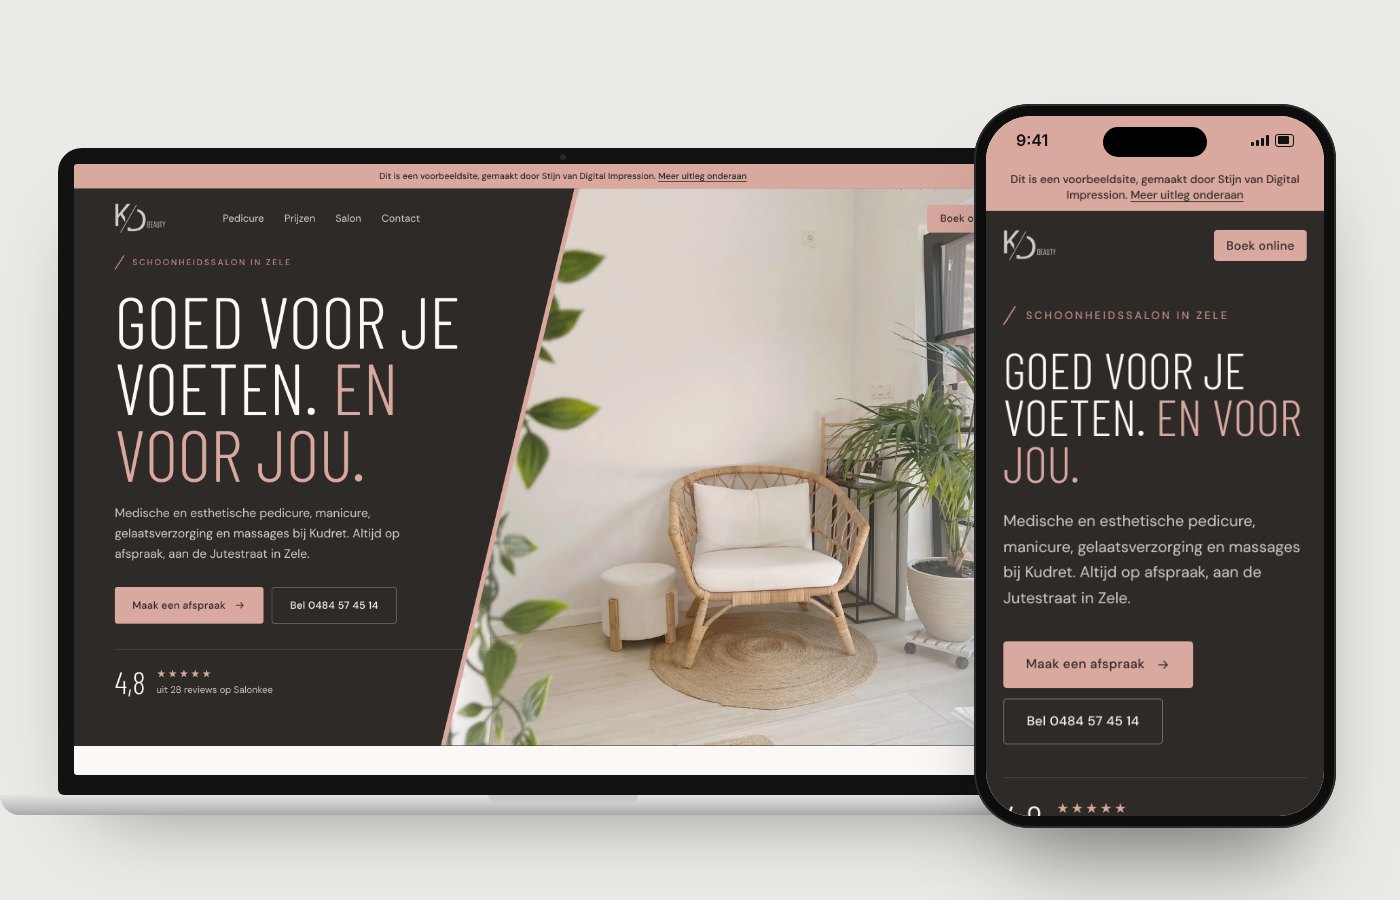 Dit is een voorbeeldsite, gemaakt door Stijn van Digital Impression. Meer uitleg onderaan
KD BEAUTY
Pedicure Prijzen Salon Contact
Boek o
SCHOONHEIDSSALON IN ZELE
GOED VOOR JE
VOETEN. EN
VOOR JOU.
Medische en esthetische pedicure, manicure,
gelaatsverzorging en massages bij Kudret. Altijd op
afspraak, aan de Jutestraat in Zele.
Maak een afspraak → Bel 0484 57 45 14
4,8 ★★★★★
uit 28 reviews op Salonkee
9:41
Dit is een voorbeeldsite, gemaakt door Stijn van Digital
Impression. Meer uitleg onderaan
KD BEAUTY
Boek online
SCHOONHEIDSSALON IN ZELE
GOED VOOR JE
VOETEN. EN VOOR
JOU.
Medische en esthetische pedicure,
manicure, gelaatsverzorging en massages
bij Kudret. Altijd op afspraak, aan de
Jutestraat in Zele.
Maak een afspraak →
Bel 0484 57 45 14
★★★★★